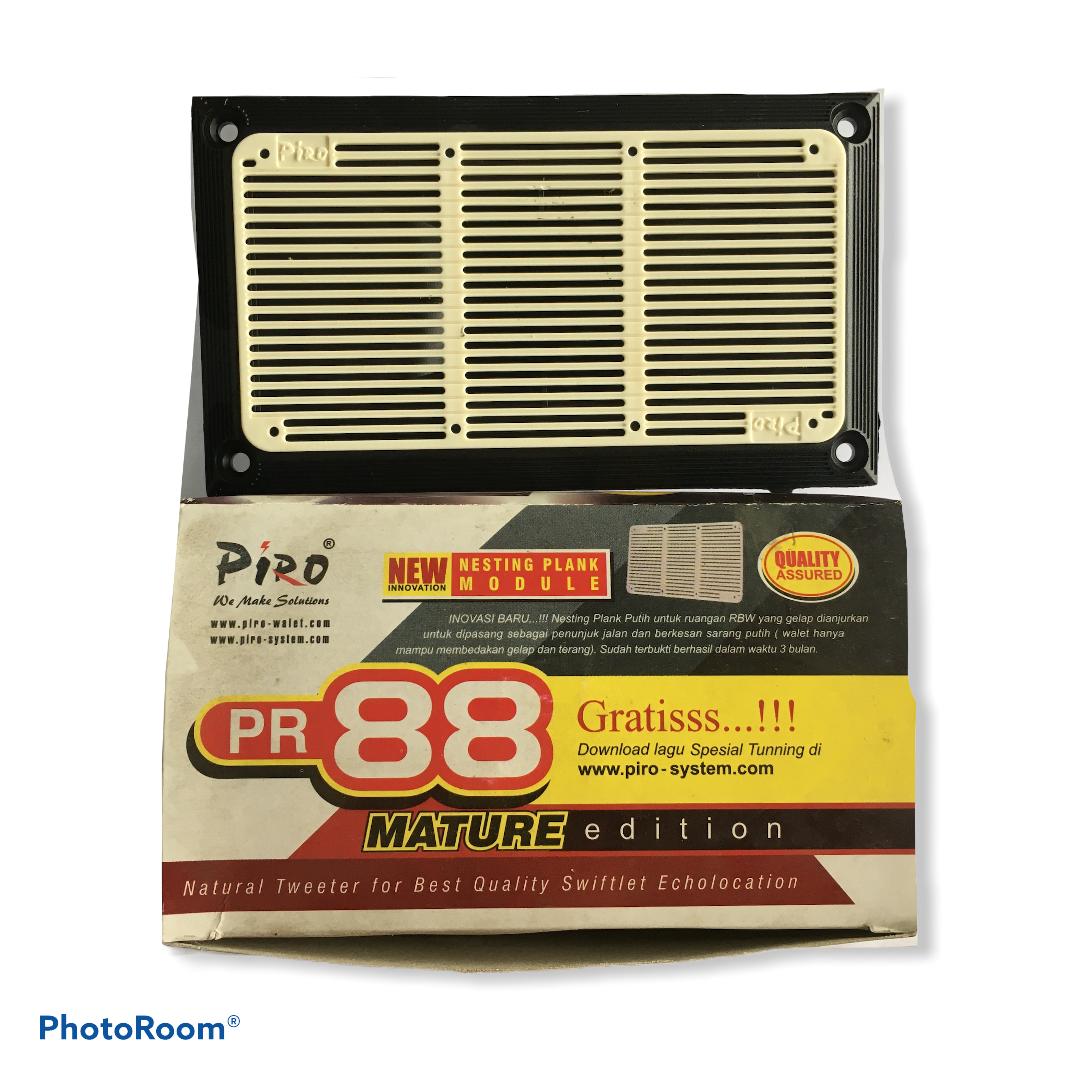 Piro
Piro
PiRO®
We Make Solutions
www.piro-walet.com
www.piro-system.com
NEW
INNOVATION
NESTING PLANK
MODULE
QUALITY
ASSURED
INOVASI BARU...!!! Nesting Plank Putih untuk ruangan RBW yang gelap dianjurkan
untuk dipasang sebagai penunjuk jalan dan berkesan sarang putih ( walet hanya
mampu membedakan gelap dan terang). Sudah terbukti berhasil dalam waktu 3 bulan.
PR 88
Gratisss...!!!
Download lagu Spesial Tunning di
www.piro-system.com
MATURE edition
Natural Tweeter for Best Quality Swiftlet Echolocation
PhotoRoom®